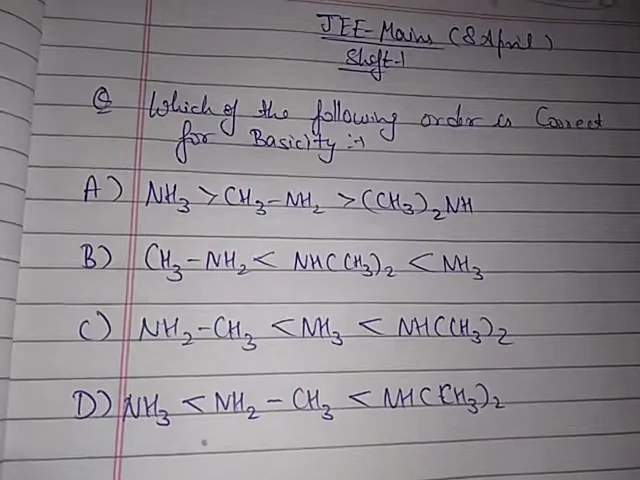 JEE-Mains (8 April)
Shift-1
Q Which of the following order is Correct
for Basicity :-
A) NH3 > CH3-NH2 > (CH3)2NH
B) CH3-NH2 < NH(CH3)2 < NH3
C) NH2-CH3 < NH3 < NH(CH3)2
D) NH3 < NH2-CH3 < NH(CH3)2